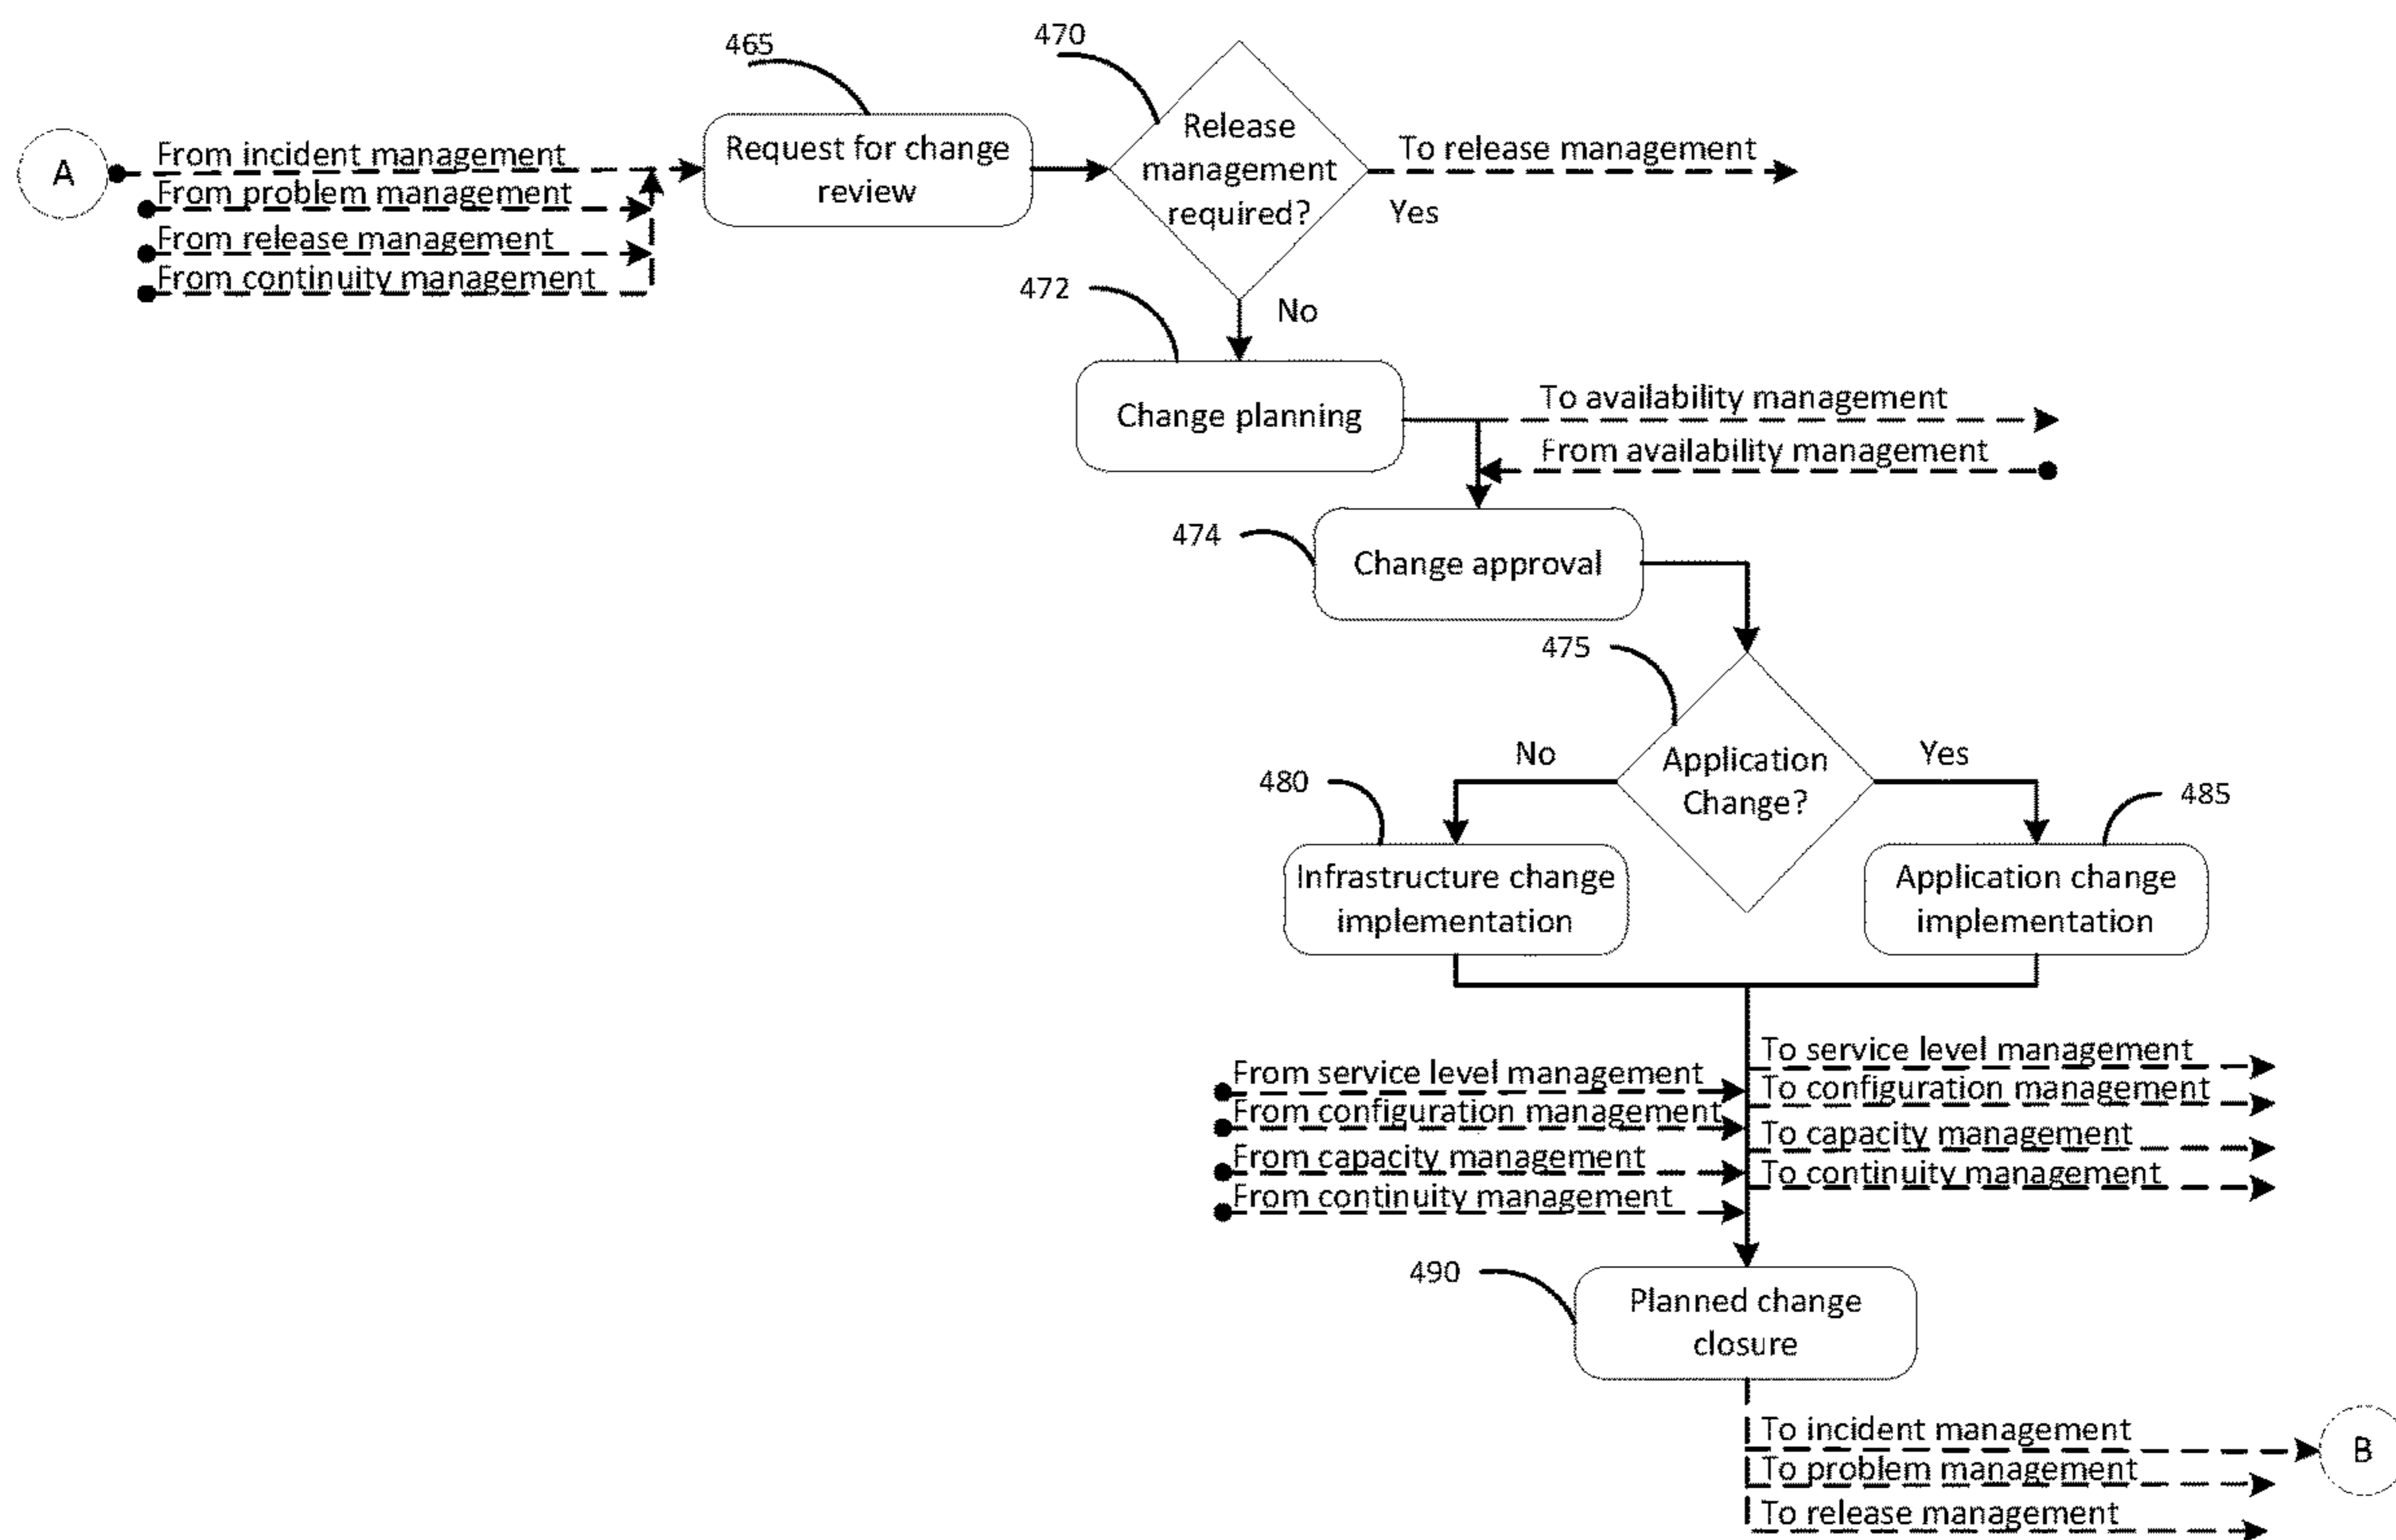 465
470
A
From incident management
From problem management
From release management
From continuity management
Request for change
review
Release
management
required?
To release management
Yes
472
No
Change planning
To availability management
From availability management
474
Change approval
475
No
Application
Change?
Yes
480
485
Infrastructure change
implementation
Application change
implementation
From service level management
From configuration management
From capacity management
From continuity management
To service level management
To configuration management
To capacity management
To continuity management
490
Planned change
closure
To incident management
To problem management
To release management
B